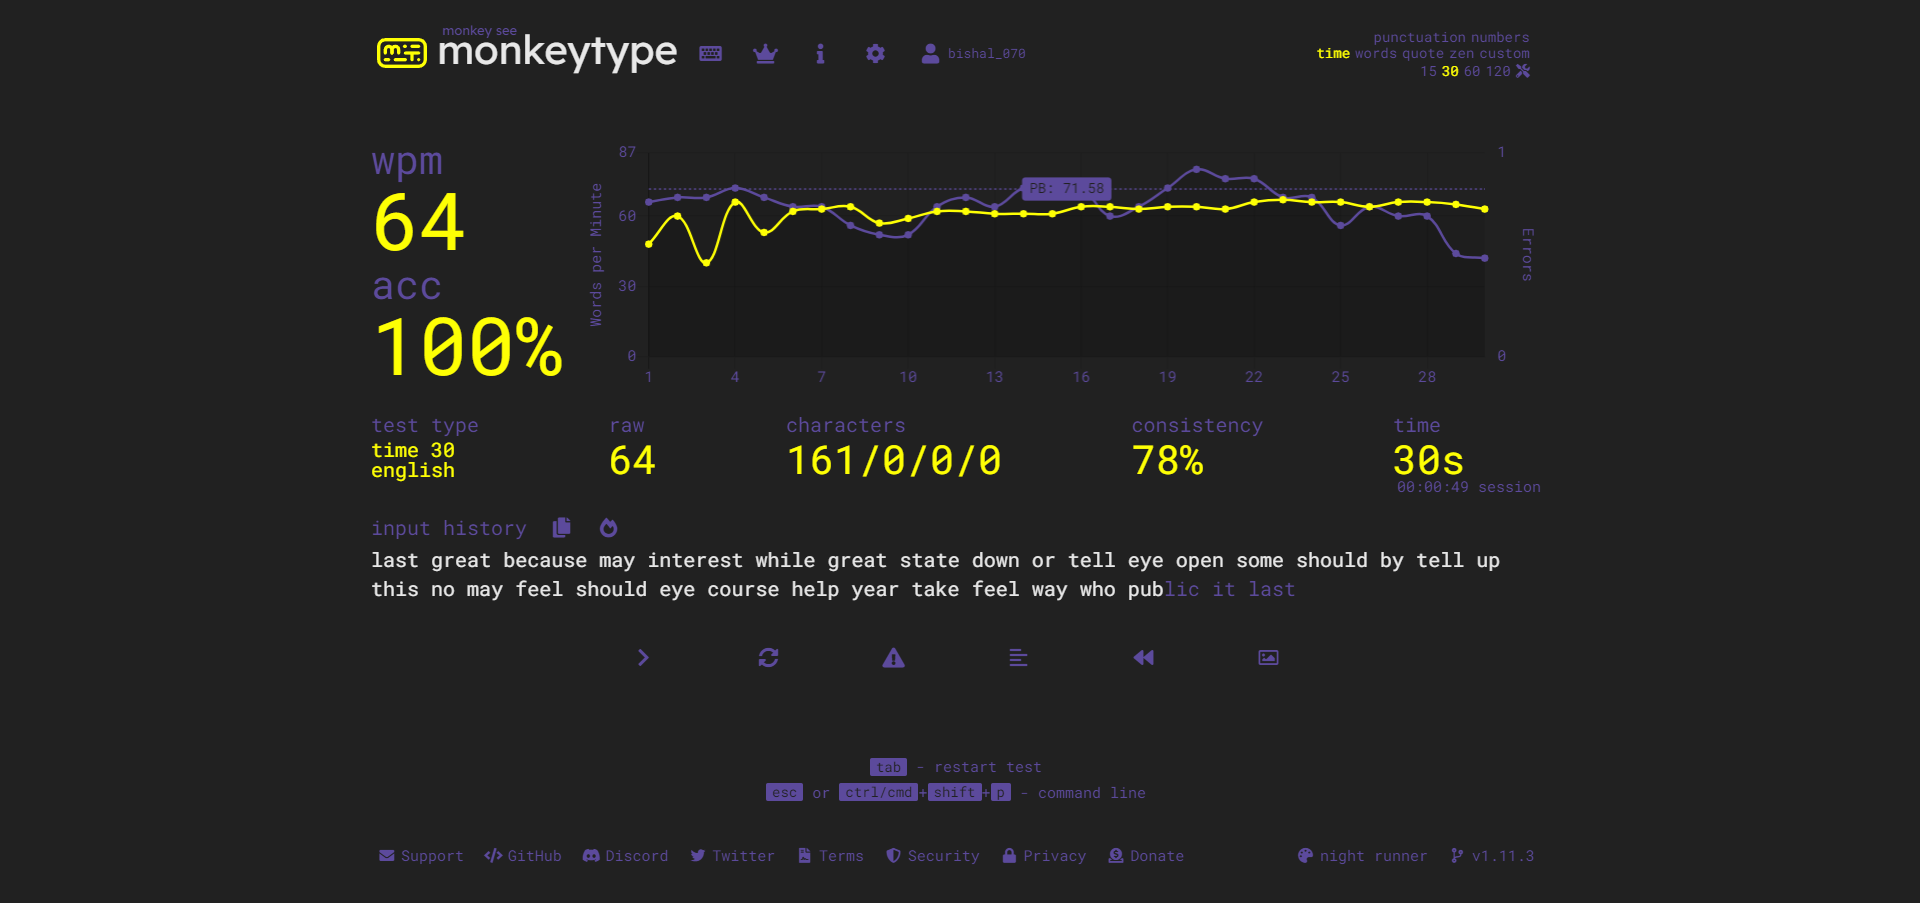 monkey see
monkeytype
bishal_070
punctuation numbers
time words quote zen custom
15 30 60 120
wpm
64
acc
100%
Words per Minute
87
60
30
0
PB: 71.58
1
0
Errors
1 4 7 10 13 16 19 22 25 28
test type
time 30
english
raw
64
characters
161/0/0/0
consistency
78%
time
30s
00:00:49 session
input history
last great because may interest while great state down or tell eye open some should by tell up
this no may feel should eye course help year take feel way who public it last
tab - restart test
esc or ctrl/cmd+shift+p - command line
Support GitHub Discord Twitter Terms Security Privacy Donate night runner v1.11.3